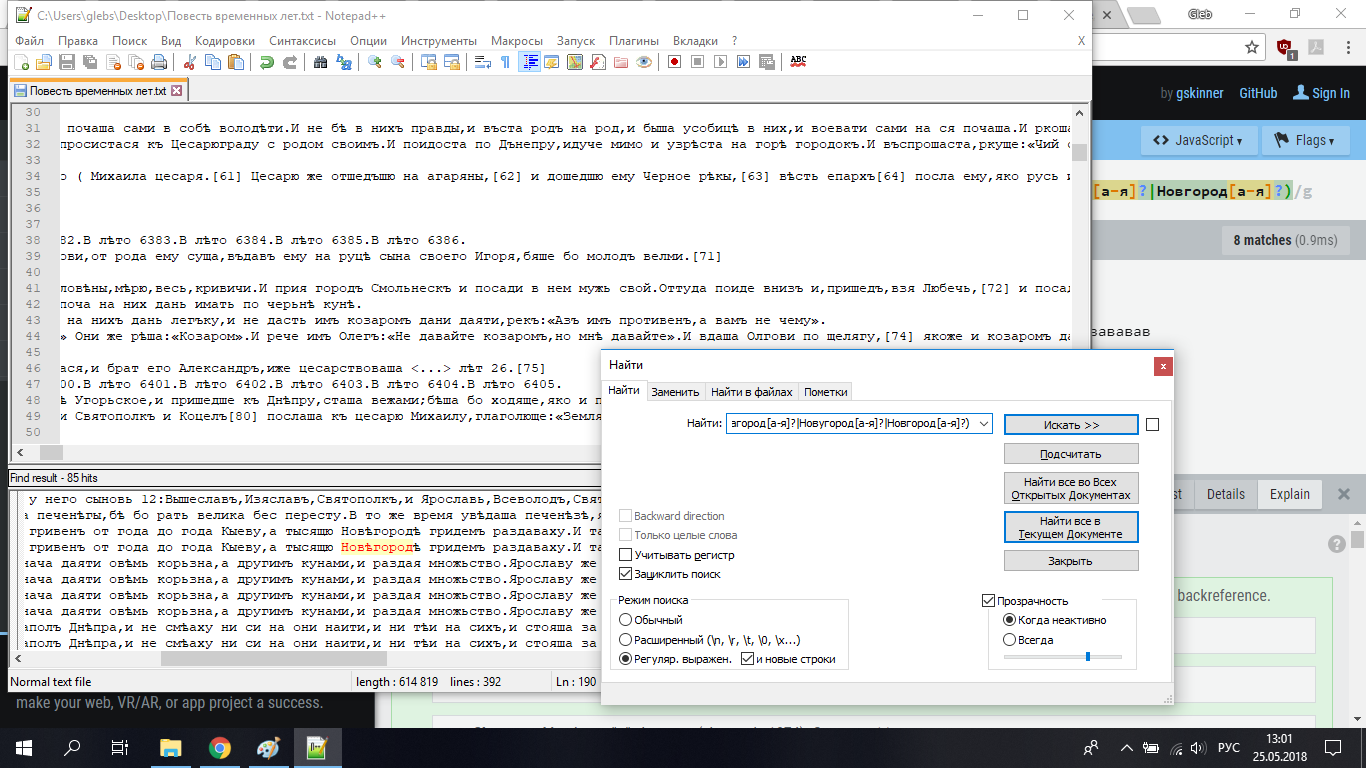 C:\Users\glebs\Desktop\Повесть временных лет.txt - Notepad++
Gleb
Файл Правка Поиск Вид Кодировки Синтаксисы Опции Инструменты Макросы Запуск Плагины Вкладки ? X
by gskinner GitHub Sign In
Повесть временных лет.txt
30
31 почаша сами в собѣ володѣти.И не бѣ в нихъ правды,и въста родъ на род,и быша усобицѣ в них,и воевати сами на ся почаша.И ркоша
32 просистася къ Цесарюграду с родом своимъ.И поидоста по Дънепру,идуче мимо и узрѣста на горѣ городокъ.И въспрошаста,ркуще:«Чий
33
34 ( Михаила цесаря.[61] Цесарю же отшедъшю на агаряны,[62] и дошедшю ему Черное рѣкы,[63] вѣсть епархъ[64] посла ему,яко русь
35
36
37
38 82.В лѣто 6383.В лѣто 6384.В лѣто 6385.В лѣто 6386.
39 ови,от рода ему суща,въдавъ ему на руцѣ сына своего Игоря,бяше бо молодъ велми.[71]
40
41 ловѣны,мѣрю,весь,кривичи.И прия городъ Смольнескъ и посади в нем мужь свой.Оттуда поиде внизъ и,пришедъ,взя Любечь,[72] и
42 поча на них дань имать по черьнѣ кунѣ.
43 на нихъ дань легъку,и не дасть имъ козаромъ дани даяти,рекъ:«Азъ имъ противенъ,а вамъ не чему».
44 » Они же рѣша:«Козаром».И рече имъ Олегъ:«Не давайте козаромъ,но мнѣ давайте».И вдаша Олгови по щелягу,[74] якоже и козаромъ
45
46 ася,и брат его Александръ,иже цесарствоваша <...> лѣт 26.[75]
47 00.В лѣто 6401.В лѣто 6402.В лѣто 6403.В лѣто 6404.В лѣто 6405.
48 ѣ Угорьское,и пришедше къ Днѣпру,сташа вежами;бѣша бо ходяще,яко и
49 и Святополкъ и Коцелъ[80] послаша къ цесарю Михаилу,глаголюще:«Земля
50
JavaScript Flags
[а-я]?|Новгород[а-я]?)/g
8 matches (0.9ms)
вававав
Find result - 85 hits
у него сыновь 12:Вышеславъ,Изяславъ,Святополкъ,и Ярославь,Всеволодъ,
печенѣгы,бѣ бо рать велика бес пересту.В то же время увѣдаша печенѣзѣ,
гривенъ от года до года Кыеву,а тысящю Новѣгородѣ гридемъ раздаваху.И
гривенъ от года до года Кыеву,а тысящю Новѣгородѣ гридемъ раздаваху.И
нача даяти овѣмь корьзна,а другимъ кунами,и раздая множьство.Ярославу же
нача даяти овѣмь корьзна,а другимъ кунами,и раздая множьство.Ярославу же
нача даяти овѣмь корьзна,а другимъ кунами,и раздая множьство.Ярославу же
нача даяти овѣмь корьзна,а другимъ кунами,и раздая множьство.Ярославу же
аполъ Днѣпра,и не смѣаху ни си на они наити,и ни тѣи на сихъ,и стояша за
аполъ Днѣпра,и не смѣаху ни си на они наити,и ни тѣи на сихъ,и стояша за
Normal text file length : 614 819 lines : 392 Ln : 190
make your web, VR/AR, or app project a success.
Найти
Найти Заменить Найти в файлах Пометки
Найти: згород[а-я]?|Новугород[а-я]?|Новгород[а-я]?)
Искать >>
Подсчитать
Найти все во Всех
Открытых Документах
Найти все в
Текущем Документе
Закрыть
Backward direction
Только целые слова
Учитывать регистр
Зациклить поиск
Режим поиска
Обычный
Расширенный (\n, \r, \t, \0, \x...)
Регуляр. выражен. и новые строки
Прозрачность
Когда неактивно
Всегда
Details Explain
backreference.
РУС 13:01
25.05.2018